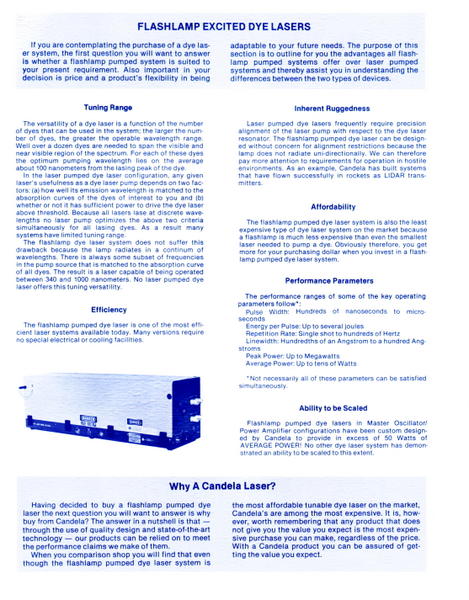 FLASHLAMP EXCITED DYE LASERS
If you are contemplating the purchase of a dye las-
er system, the first question you will want to answer
is whether a flashlamp pumped system is suited to
your present requirement. Also important in your
decision is price and a product's flexibility in being
adaptable to your future needs. The purpose of this
section is to outline for you the advantages all flash-
lamp pumped systems offer over laser pumped
systems and thereby assist you in understanding the
differences between the two types of devices.
Tuning Range
The versatility of a dye laser is a function of the number
of dyes that can be used in the system; the larger the num-
ber of dyes, the greater the operable wavelength range.
Well over a dozen dyes are needed to span the visible and
near visible region of the spectrum. For each of these dyes
the optimum pumping wavelength lies on the average
about 100 nanometers from the lasing peak of the dye.
In the laser pumped dye laser configuration, any given
laser's usefulness as a dye laser pump depends on two fac-
tors: (a) how well its emission wavelength is matched to the
absorption curves of the dyes of interest to you and (b)
whether or not it has sufficient power to drive the dye laser
above threshold. Because all lasers lase at discrete wave-
lengths no laser pump optimizes the above two criteria
simultaneously for all lasing dyes. As a result many
systems have limited tuning range.
The flashlamp dye laser system does not suffer this
drawback because the lamp radiates in a continum of
wavelengths. There is always some subset of frequencies
in the pump source that is matched to the absorption curve
of all dyes. The result is a laser capable of being operated
between 340 and 1000 nanometers. No laser pumped dye
laser offers this tuning versatility.
Efficiency
The flashlamp pumped dye laser is one of the most effi-
cient laser systems available today. Many versions require
no special electrical or cooling facilities.
Inherent Ruggedness
Laser pumped dye lasers frequently require precision
alignment of the laser pump with respect to the dye laser
resonator. The flashlamp pumped dye laser can be design-
ed without concern for alignment restrictions because the
lamp does not radiate uni-directionally. We can therefore
pay more attention to requirements for operation in hostile
environments. As an example, Candela has built systems
that have flown successfully in rockets as LIDAR trans-
mitters.
Affordability
The flashlamp pumped dye laser system is also the least
expensive type of dye laser system on the market because
a flashlamp is much less expensive than even the smallest
laser needed to pump a dye. Obviously therefore, you get
more for your purchasing dollar when you invest in a flash-
lamp pumped dye laser system.
Performance Parameters
The performance ranges of some of the key operating
parameters follow*:
Pulse Width: Hundreds of nanoseconds to micro-
seconds
Energy per Pulse: Up to several joules
Repetition Rate: Single shot to hundreds of Hertz
Linewidth: Hundredths of an Angstrom to a hundred Ang-
stroms
Peak Power: Up to Megawatts
Average Power: Up to tens of Watts
*Not necessarily all of these parameters can be satisfied
simultaneously.
Ability to be Scaled
Flashlamp pumped dye lasers in Master Oscillator/
Power Amplifier configurations have been custom design-
ed by Candela to provide in excess of 50 Watts of
AVERAGE POWER! No other dye laser system has demon-
strated an ability to be scaled to this extent.
Why A Candela Laser?
Having decided to buy a flashlamp pumped dye
laser the next question you will want to answer is why
buy from Candela? The answer in a nutshell is that —
through the use of quality design and state-of-the-art
technology — our products can be relied on to meet
the performance claims we make of them.
When you comparison shop you will find that even
though the flashlamp pumped dye laser system is
the most affordable tunable dye laser on the market,
Candela's are among the most expensive. It is, how-
ever, worth remembering that any product that does
not give you the value you expect is the most expen-
sive purchase you can make, regardless of the price.
With a Candela product you can be assured of get-
ting the value you expect.